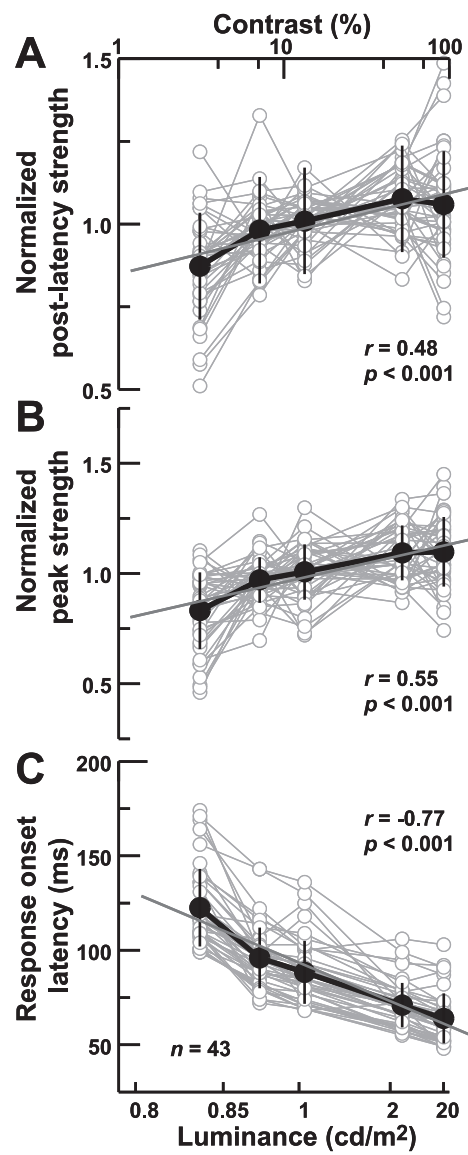 Contrast (%)
1 10 100
A
1.5
1.0
0.5
Normalized
post-latency strength
r = 0.48
p < 0.001
B
1.5
1.0
0.5
Normalized
peak strength
r = 0.55
p < 0.001
C
200
150
100
50
Response onset
latency (ms)
r = -0.77
p < 0.001
n = 43
0.8 0.85 1 2 20
Luminance (cd/m2)